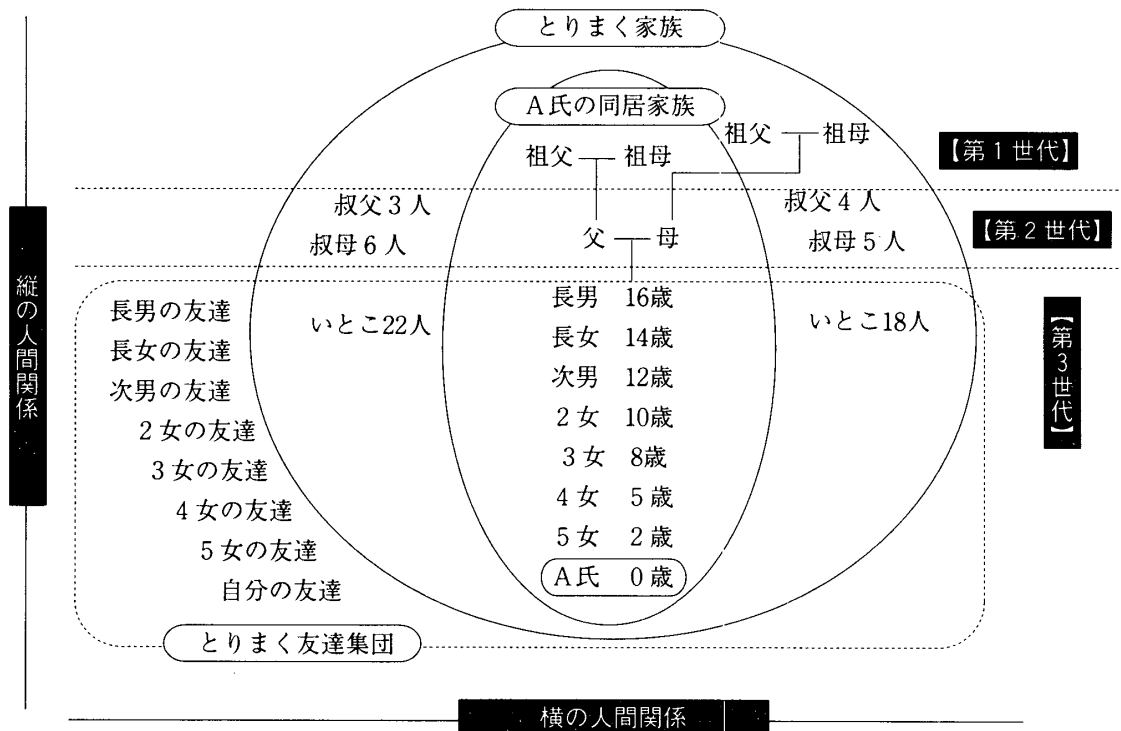 とりまく家族
A氏の同居家族
祖父 祖母
祖父 祖母
【第1世代】
叔父3人
叔父4人
叔母6人
父 母
叔母5人
【第2世代】
縦の人間関係
長男の友達
長女の友達
次男の友達
2女の友達
3女の友達
4女の友達
5女の友達
自分の友達
いとこ22人
長男 16歳
長女 14歳
次男 12歳
2女 10歳
3女 8歳
4女 5歳
5女 2歳
A氏 0歳
いとこ18人
【第3世代】
とりまく友達集団
横の人間関係